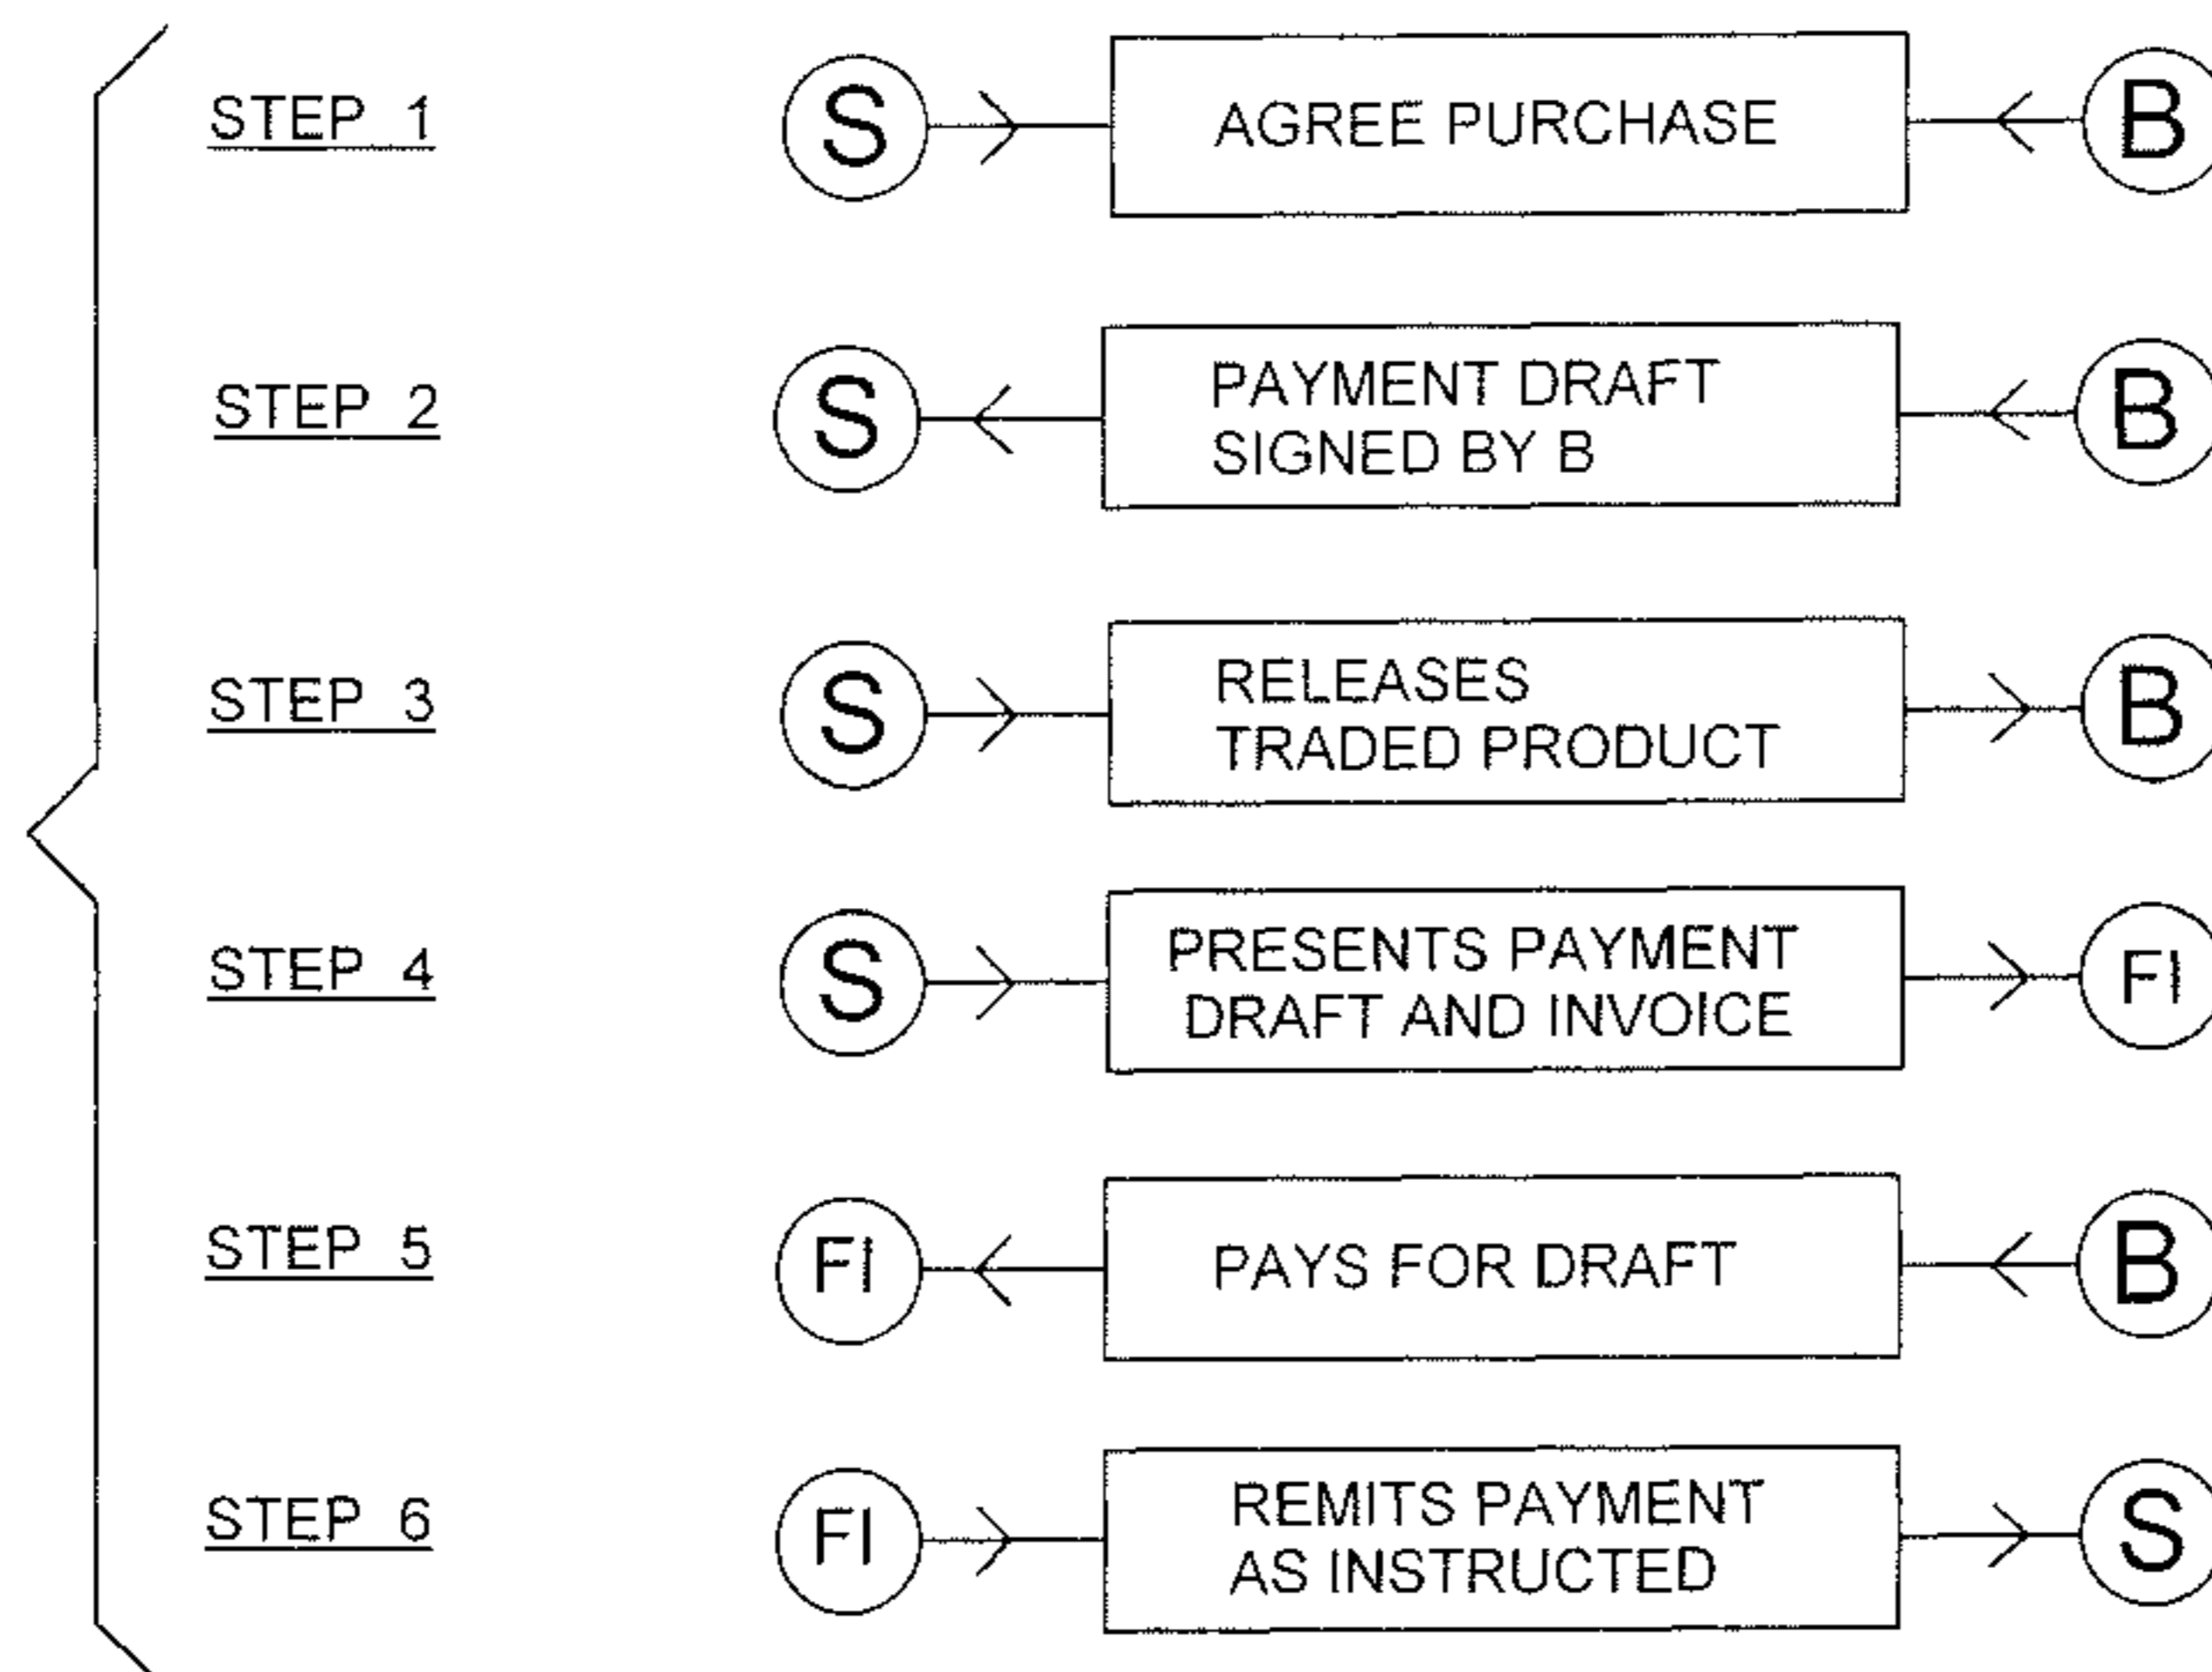 STEP 1 S AGREE PURCHASE B
STEP 2 S PAYMENT DRAFT B
SIGNED BY B
STEP 3 S RELEASES B
TRADED PRODUCT
STEP 4 S PRESENTS PAYMENT FI
DRAFT AND INVOICE
STEP 5 FI PAYS FOR DRAFT B
STEP 6 FI REMITS PAYMENT S
AS INSTRUCTED